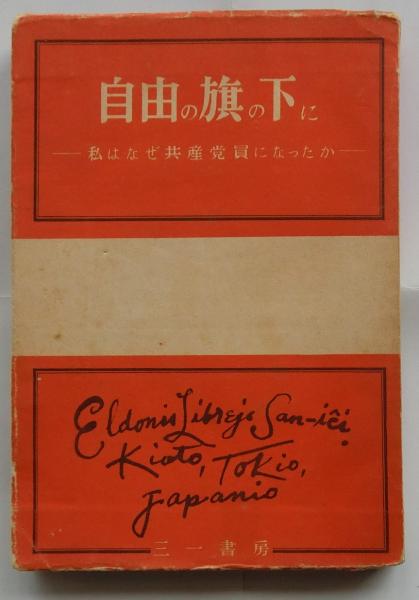 自由の旗の下に
―私はなぜ共産党員になったか―
Eldonis Librejo San-iĉi,
Kioto, Tokio,
Japanio
三一書房